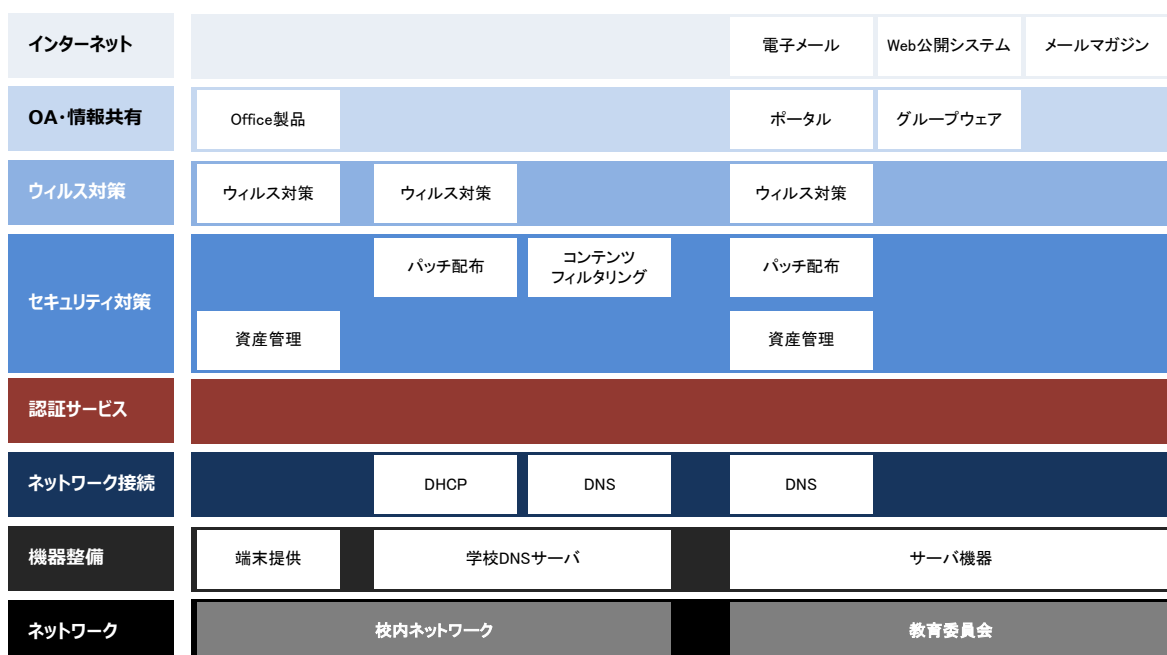 インターネット
電子メール
Web公開システム
メールマガジン
OA・情報共有
Office製品
ポータル
グループウェア
ウィルス対策
ウィルス対策
ウィルス対策
ウィルス対策
セキュリティ対策
パッチ配布
コンテンツ
フィルタリング
パッチ配布
資産管理
資産管理
認証サービス
ネットワーク接続
DHCP
DNS
DNS
機器整備
端末提供
学校DNSサーバ
サーバ機器
ネットワーク
校内ネットワーク
教育委員会